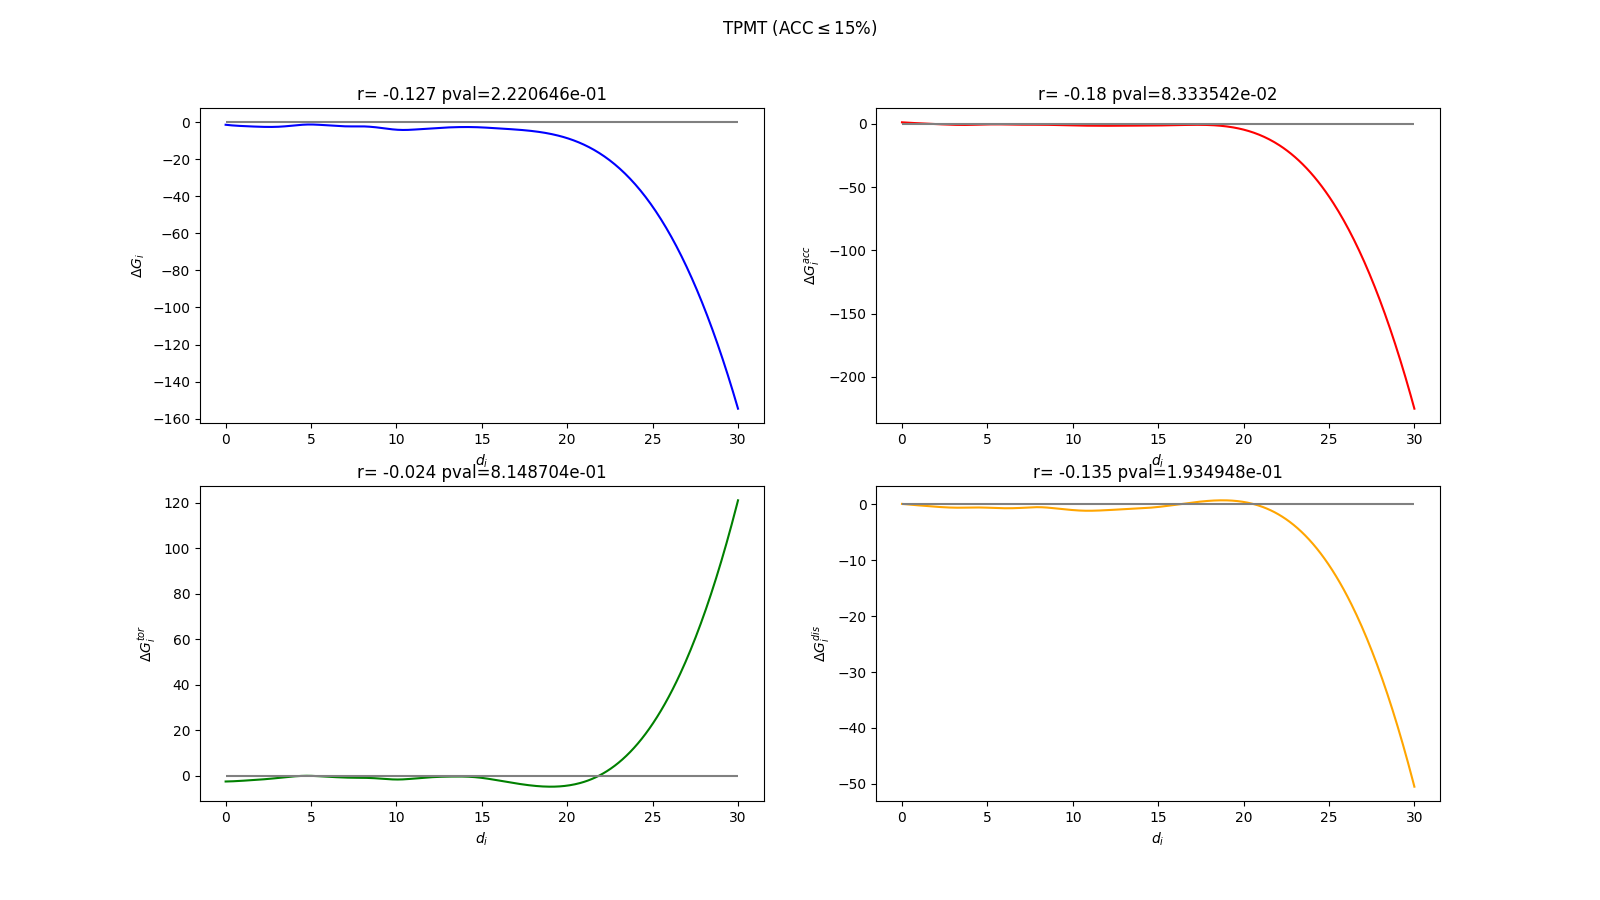 TPMT (ACC ≤ 15%)
r= -0.127 pval=2.220646e-01
0
−20
−40
−60
−80
−100
−120
−140
−160
ΔG_i
0 5 10 15 20 25 30
d_i
r= -0.18 pval=8.333542e-02
0
−50
−100
−150
−200
ΔG_i^{acc}
0 5 10 15 20 25 30
d_i
r= -0.024 pval=8.148704e-01
120
100
80
60
40
20
0
ΔG_i^{tor}
0 5 10 15 20 25 30
d_i
r= -0.135 pval=1.934948e-01
0
−10
−20
−30
−40
−50
ΔG_i^{dis}
0 5 10 15 20 25 30
d_i